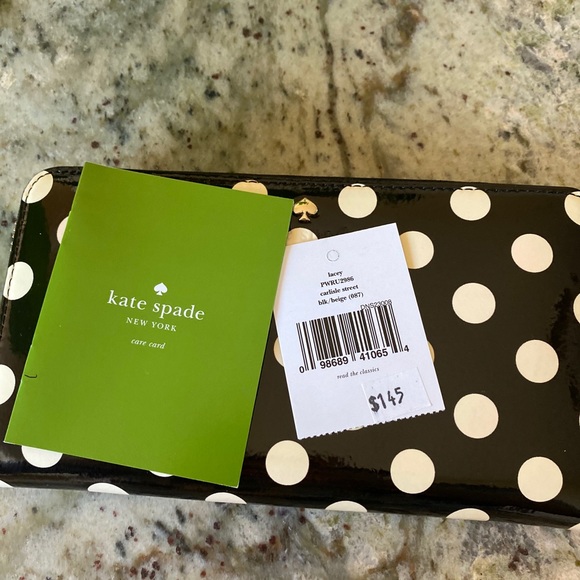 kate spade
NEW YORK
care card
lacey
PWRU2986
carlisle street
blk/beige (087)
DNS23008
0 98689 41065 4
read the classics
$145